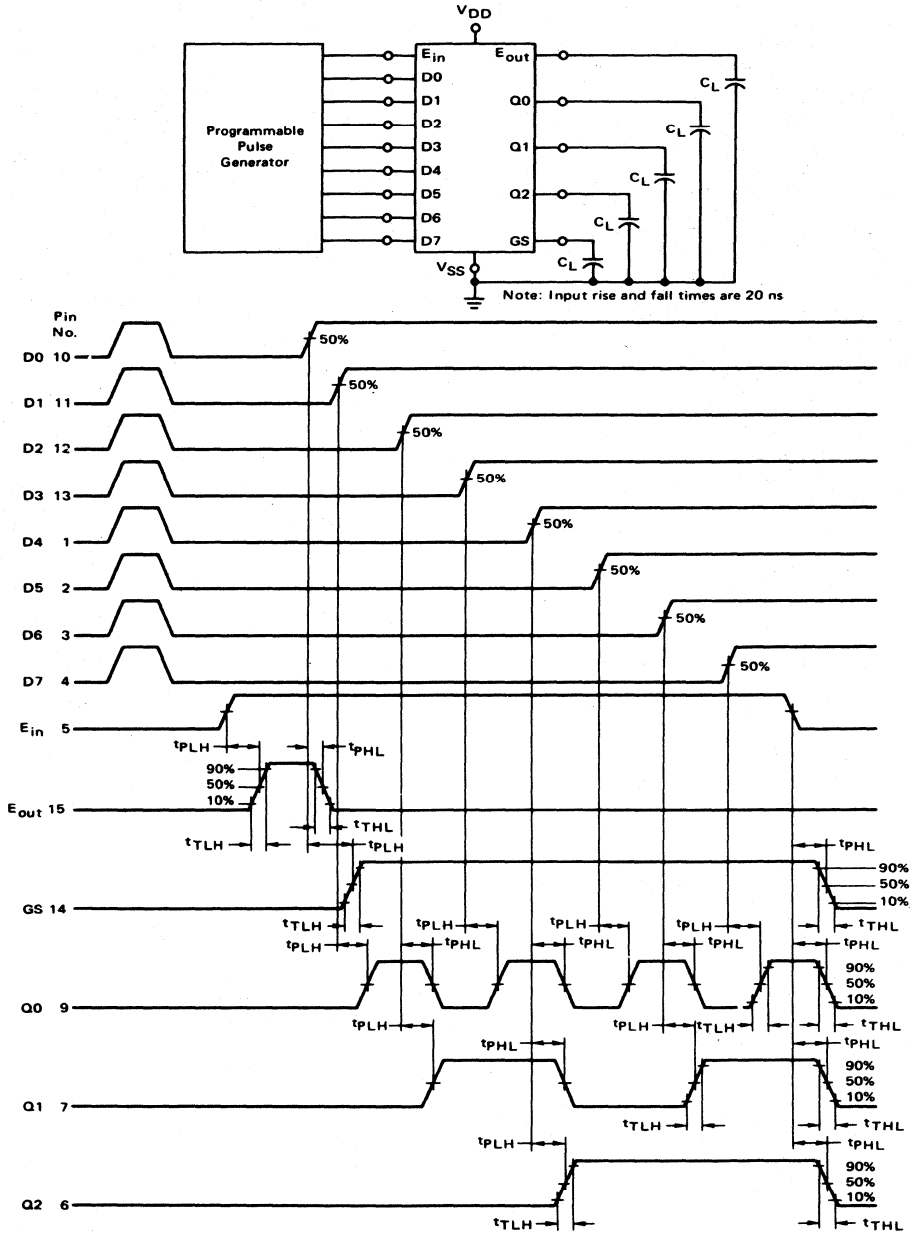 VDD
Ein Eout
D0
D1 Q0
D2
D3 Q1
D4
D5 Q2
D6
D7 GS
Programmable
Pulse
Generator
CL
CL
CL
CL
CL
VSS
Note: Input rise and fall times are 20 ns
Pin
No.
D0 10 50%
D1 11 50%
D2 12 50%
D3 13 50%
D4 1 50%
D5 2 50%
D6 3 50%
D7 4 50%
Ein 5
tPLH tPHL
90%
50%
10%
Eout 15
tTLH tTHL
tPLH tPHL
90%
50%
10%
GS 14
tTLH tPLH tPLH tPHL tTHL
tPLH tPHL tPHL tPHL tPHL
90%
50%
10%
Q0 9
tPLH tPHL tPLH tTLH tTHL
tPHL
90%
50%
10%
Q1 7
tTLH tTHL
tPLH tPHL
90%
50%
10%
Q2 6
tTLH tTHL